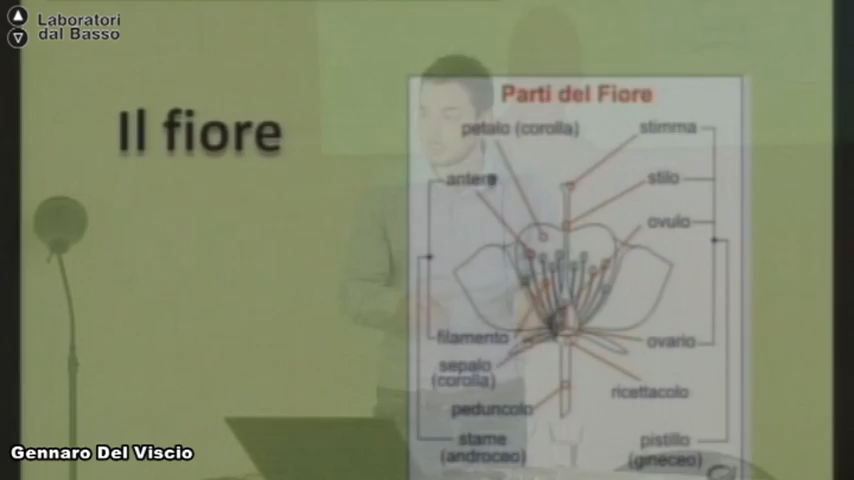 Laboratori
dal Basso
Il fiore
Parti del Fiore
petalo (corolla)
stimma
antera
stilo
ovulo
filamento
ovario
sepalo
(corolla)
ricettacolo
peduncolo
stame
(androceo)
pistillo
(gineceo)
Gennaro Del Viscio